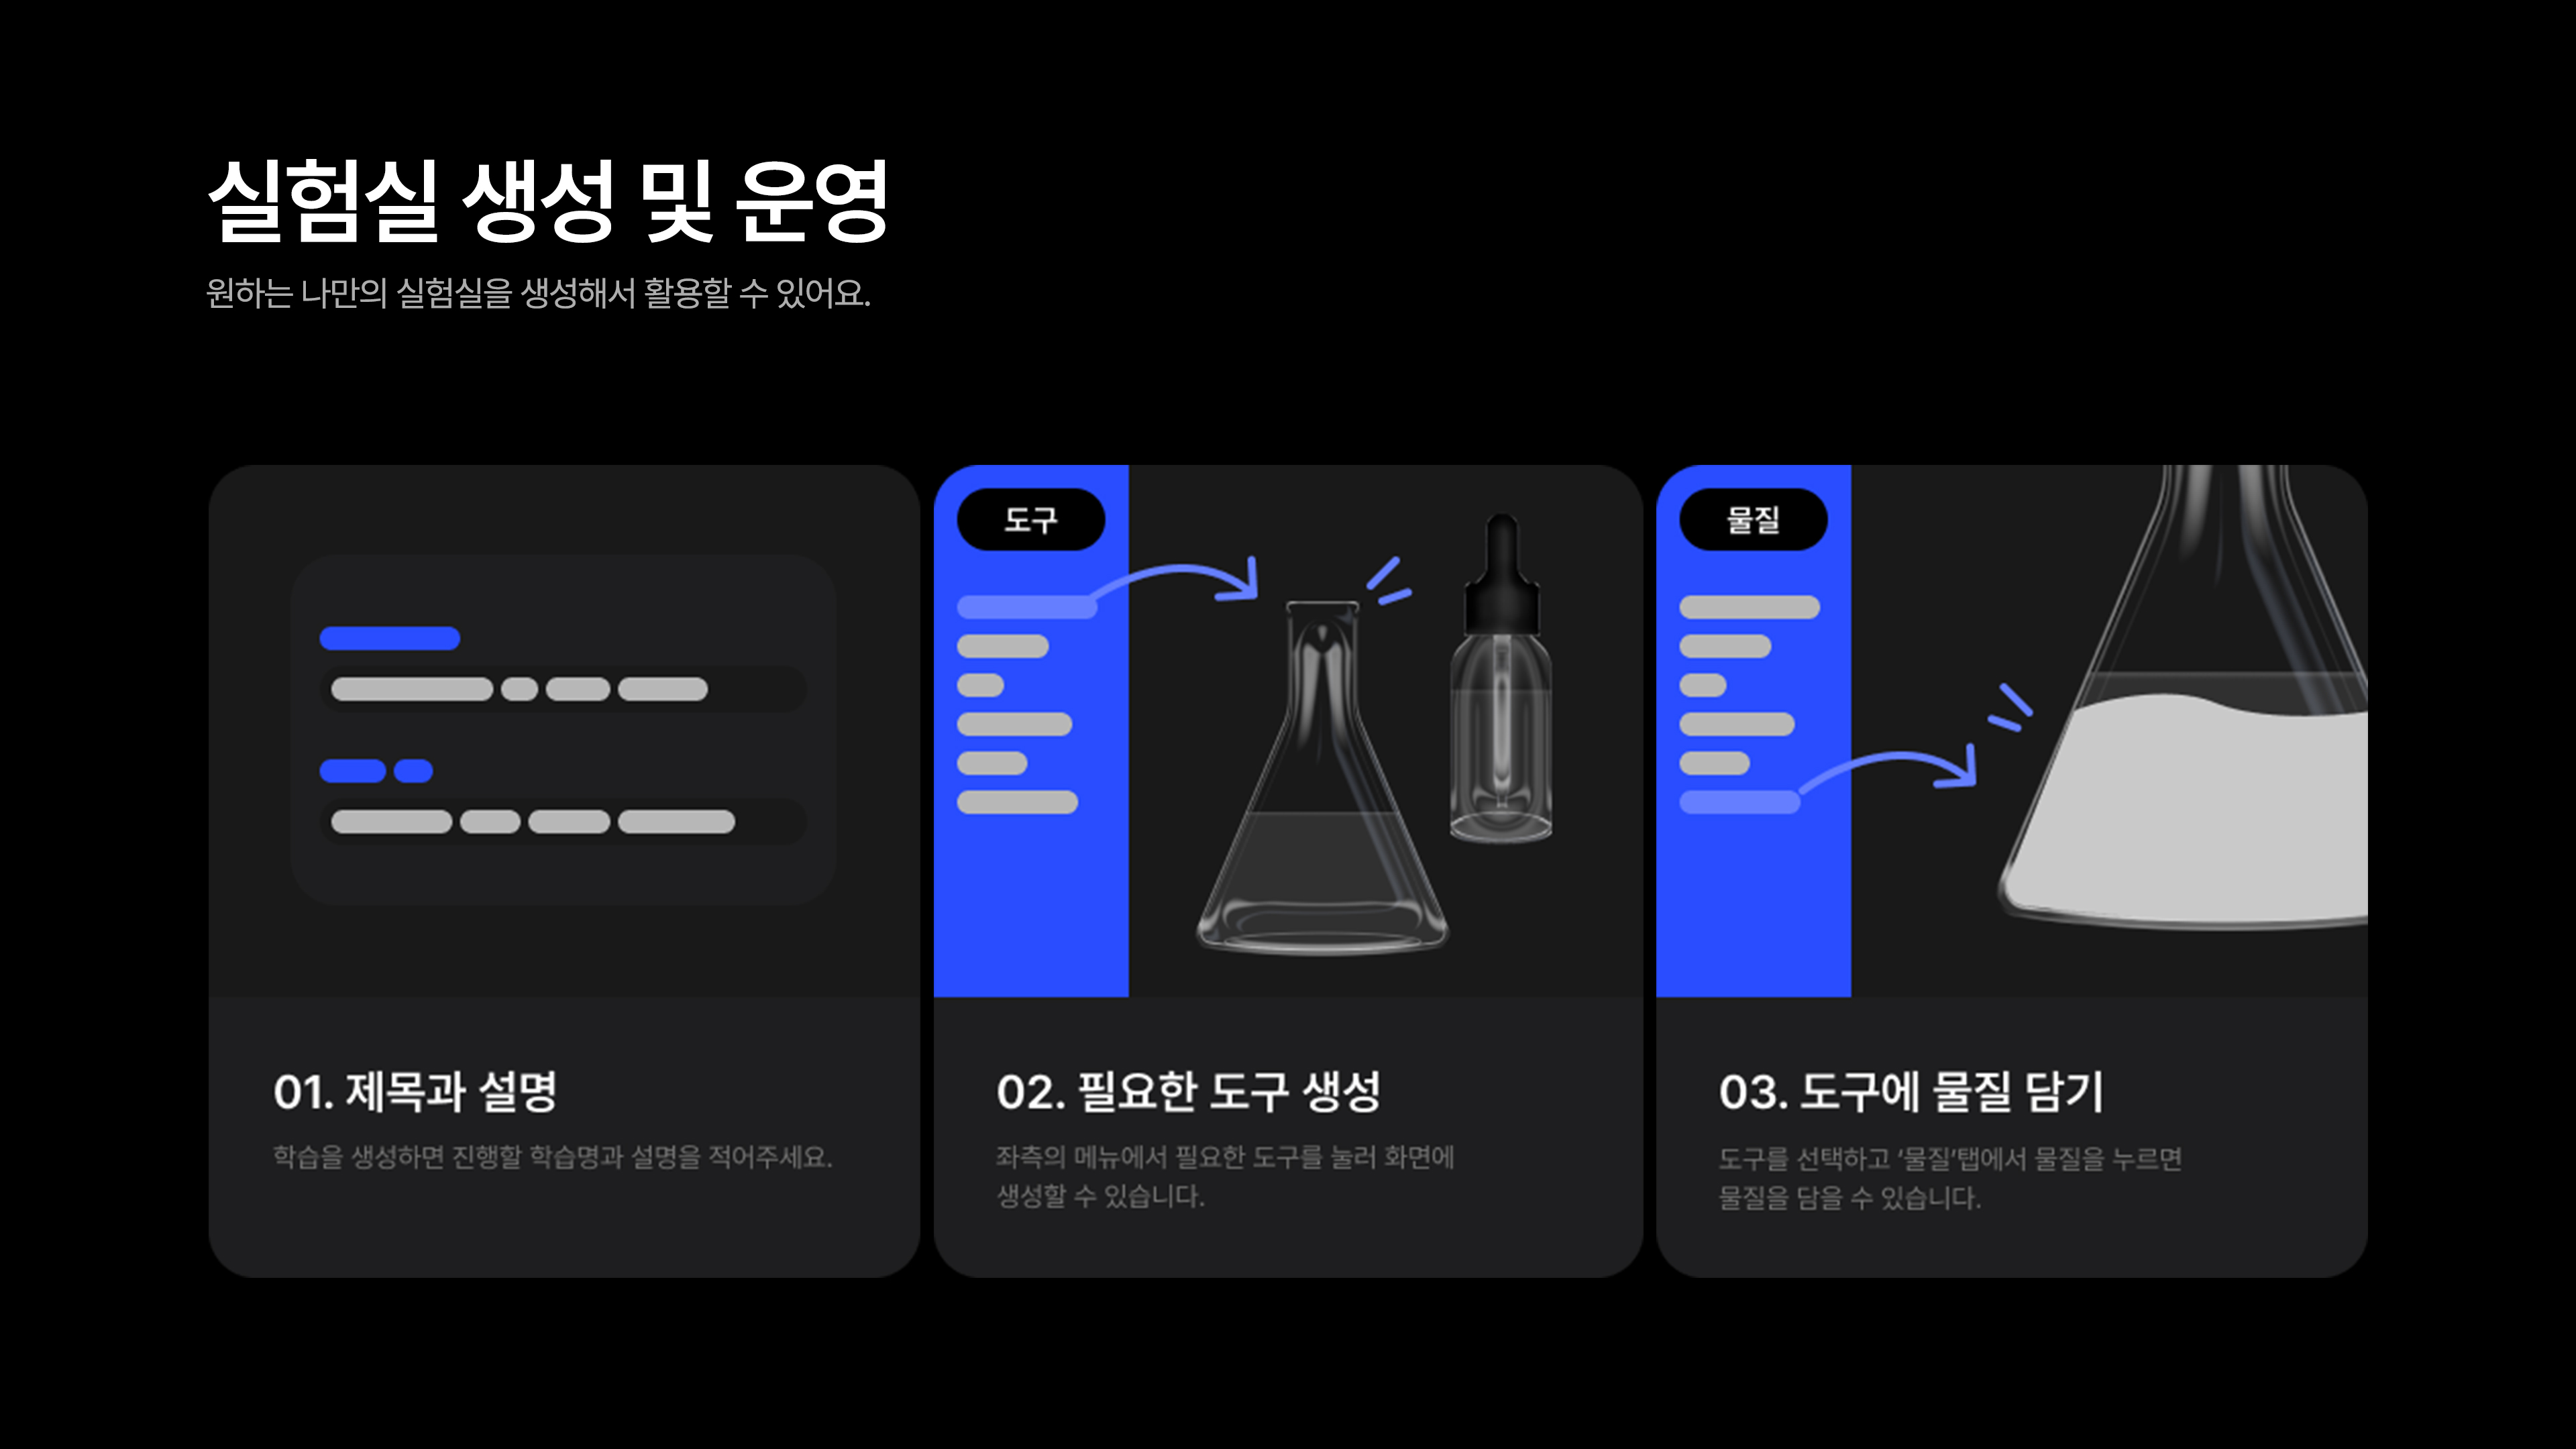 실험실 생성 및 운영
원하는 나만의 실험실을 생성해서 활용할 수 있어요.
도구
물질
01. 제목과 설명
학습을 생성하면 진행할 학습명과 설명을 적어주세요.
02. 필요한 도구 생성
좌측의 메뉴에서 필요한 도구를 눌러 화면에
생성할 수 있습니다.
03. 도구에 물질 담기
도구를 선택하고 ‘물질’탭에서 물질을 누르면
물질을 담을 수 있습니다.